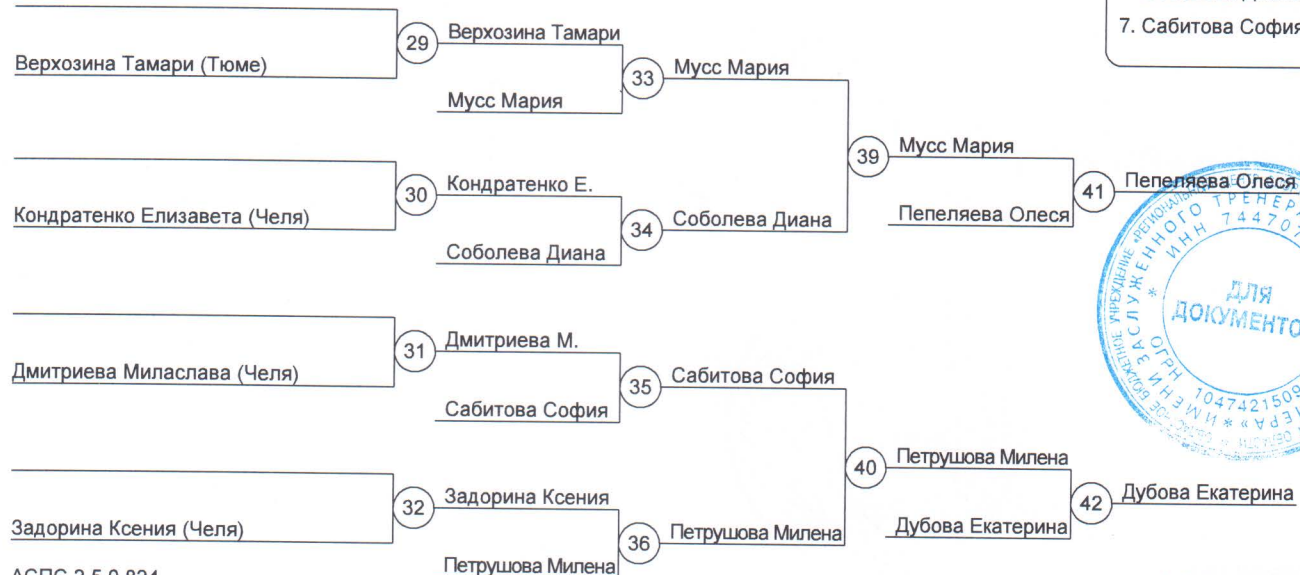 7. Сабитова София
29 Верхозина Тамари
Верхозина Тамари (Тюме)
33 Мусс Мария
Мусс Мария
39 Мусс Мария
30 Кондратенко Е.
41 Пепеляева Олеся
Кондратенко Елизавета (Челя)
34 Соболева Диана
Пепеляева Олеся
Соболева Диана
ДЛЯ
31 Дмитриева М.
Дмитриева Миласлава (Челя)
35 Сабитова София
Сабитова София
40 Петрушова Милена
32 Задорина Ксения
42 Дубова Екатерина
Задорина Ксения (Челя)
36 Петрушова Милена
Дубова Екатерина
Петрушова Милена